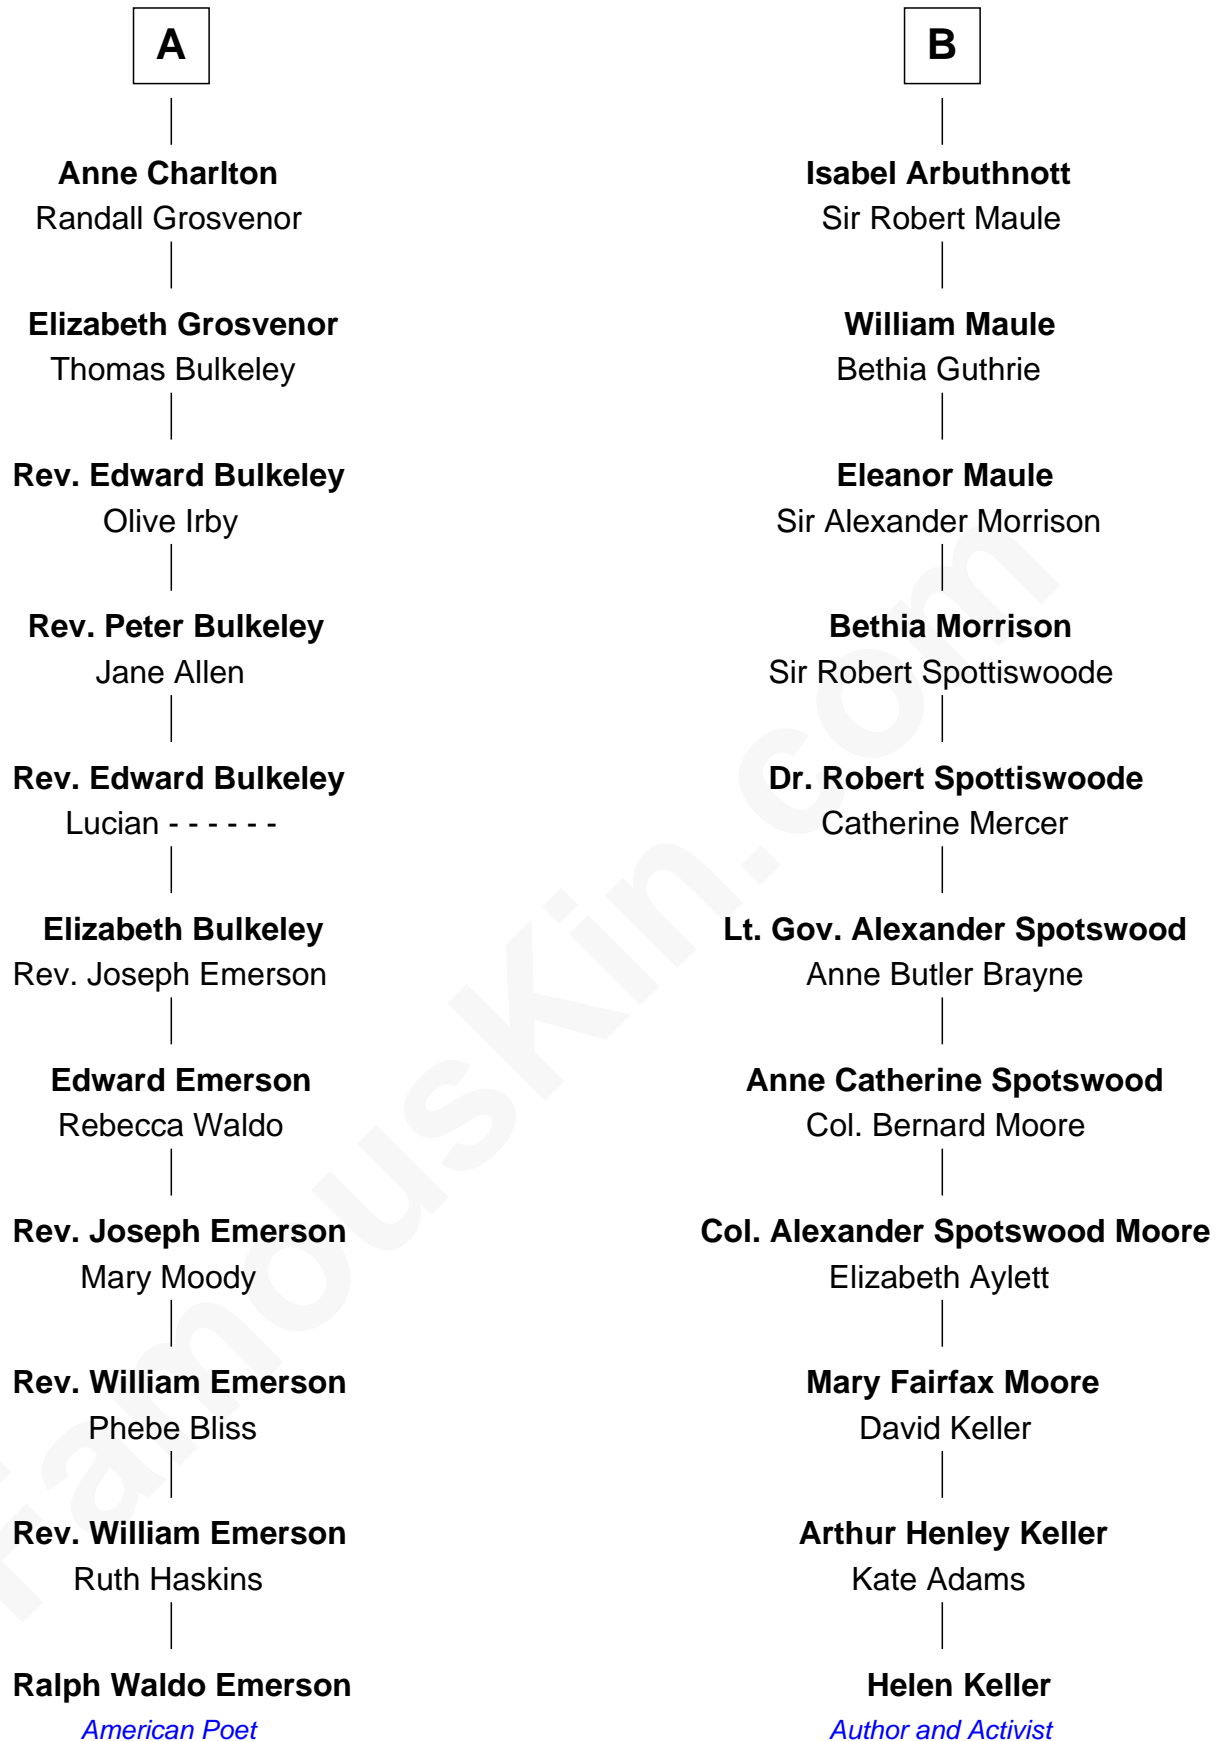 A
Anne Charlton
Randall Grosvenor
Elizabeth Grosvenor
Thomas Bulkeley
Rev. Edward Bulkeley
Olive Irby
Rev. Peter Bulkeley
Jane Allen
Rev. Edward Bulkeley
Lucian - - - - - -
Elizabeth Bulkeley
Rev. Joseph Emerson
Edward Emerson
Rebecca Waldo
Rev. Joseph Emerson
Mary Moody
Rev. William Emerson
Phebe Bliss
Rev. William Emerson
Ruth Haskins
Ralph Waldo Emerson
American Poet
B
Isabel Arbuthnott
Sir Robert Maule
William Maule
Bethia Guthrie
Eleanor Maule
Sir Alexander Morrison
Bethia Morrison
Sir Robert Spottiswoode
Dr. Robert Spottiswoode
Catherine Mercer
Lt. Gov. Alexander Spotswood
Anne Butler Brayne
Anne Catherine Spotswood
Col. Bernard Moore
Col. Alexander Spotswood Moore
Elizabeth Aylett
Mary Fairfax Moore
David Keller
Arthur Henley Keller
Kate Adams
Helen Keller
Author and Activist
FamousKin.com